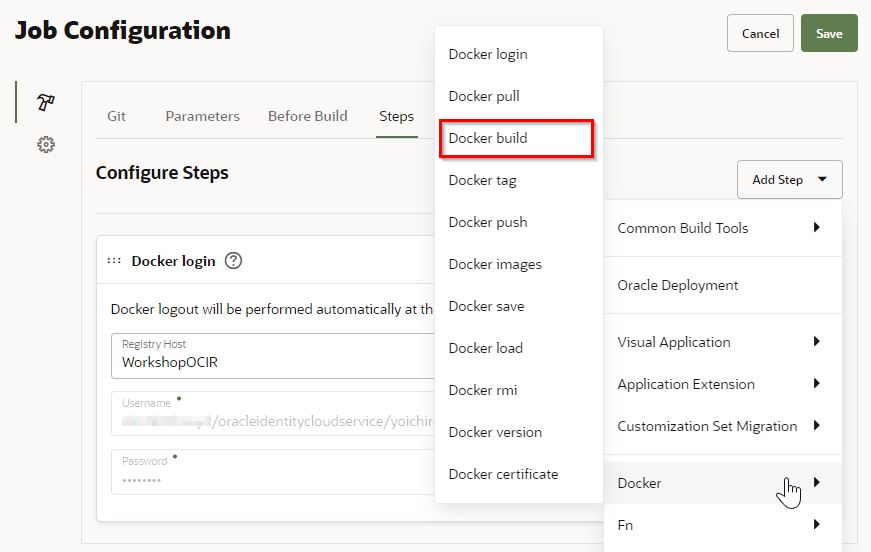 Job Configuration
Cancel
Save
Git
Parameters
Before Build
Steps
Configure Steps
Add Step
Docker login
Docker logout will be performed automatically at th
Registry Host
WorkshopOCIR
Username
/oracleidentitycloudservice/yoichir
Password
••••••••
Docker login
Docker pull
Docker build
Docker tag
Docker push
Docker images
Docker save
Docker load
Docker rmi
Docker version
Docker certificate
Common Build Tools
Oracle Deployment
Visual Application
Application Extension
Customization Set Migration
Docker
Fn